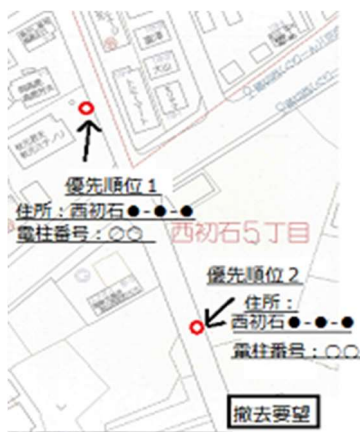 優先順位１
住所：西初石●-●-●
電柱番号：○○
西初石5丁目
優先順位２
住所：
西初石●-●-●
電柱番号：○○
撤去要望